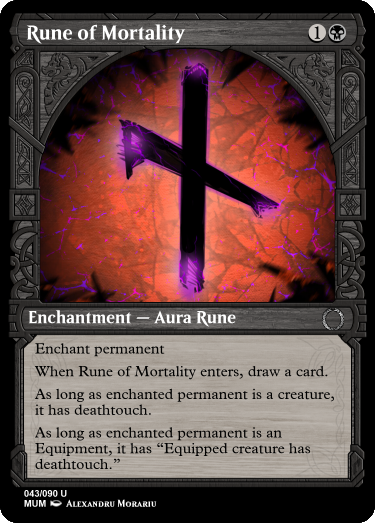 Rune of Mortality 1
Enchantment — Aura Rune
Enchant permanent
When Rune of Mortality enters, draw a card.
As long as enchanted permanent is a creature,
it has deathtouch.
As long as enchanted permanent is an
Equipment, it has “Equipped creature has
deathtouch.”
043/090 U
MUM Alexandru Morariu